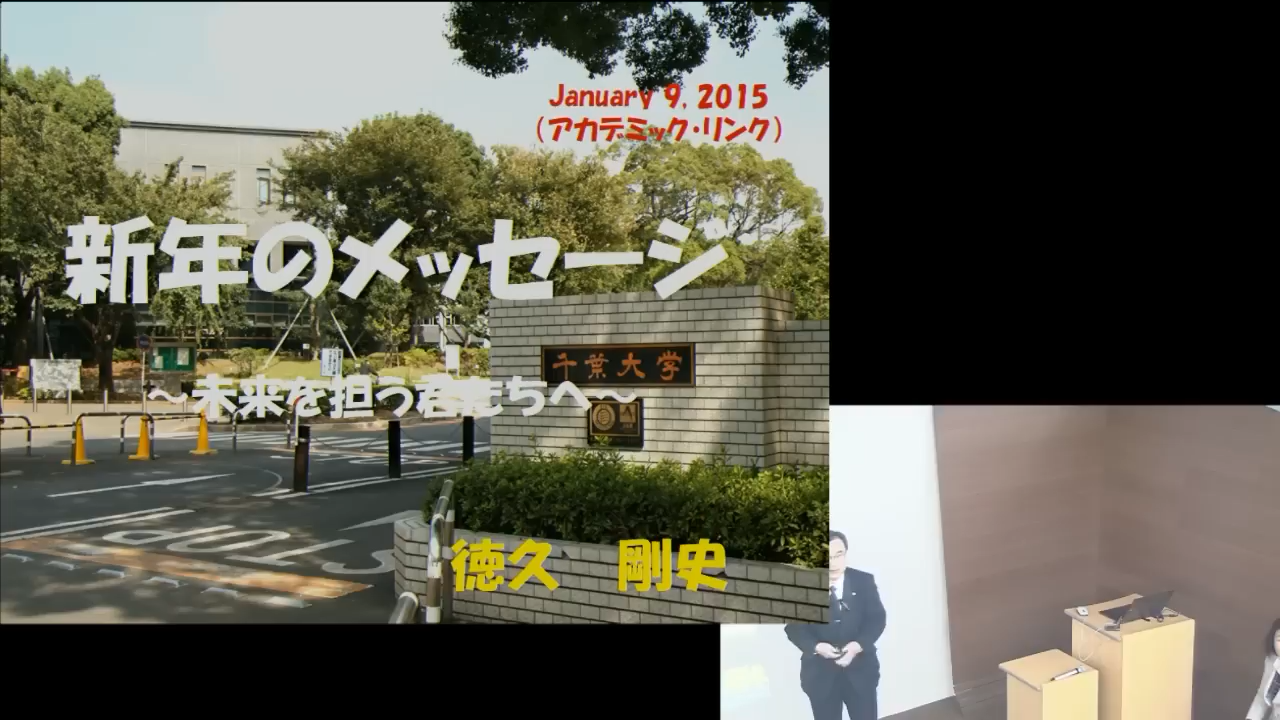 January 9, 2015
(アカデミック・リンク)
新年のメッセージ
千葉大学
～未来を担う君たちへ～
STOP
徳久 剛史